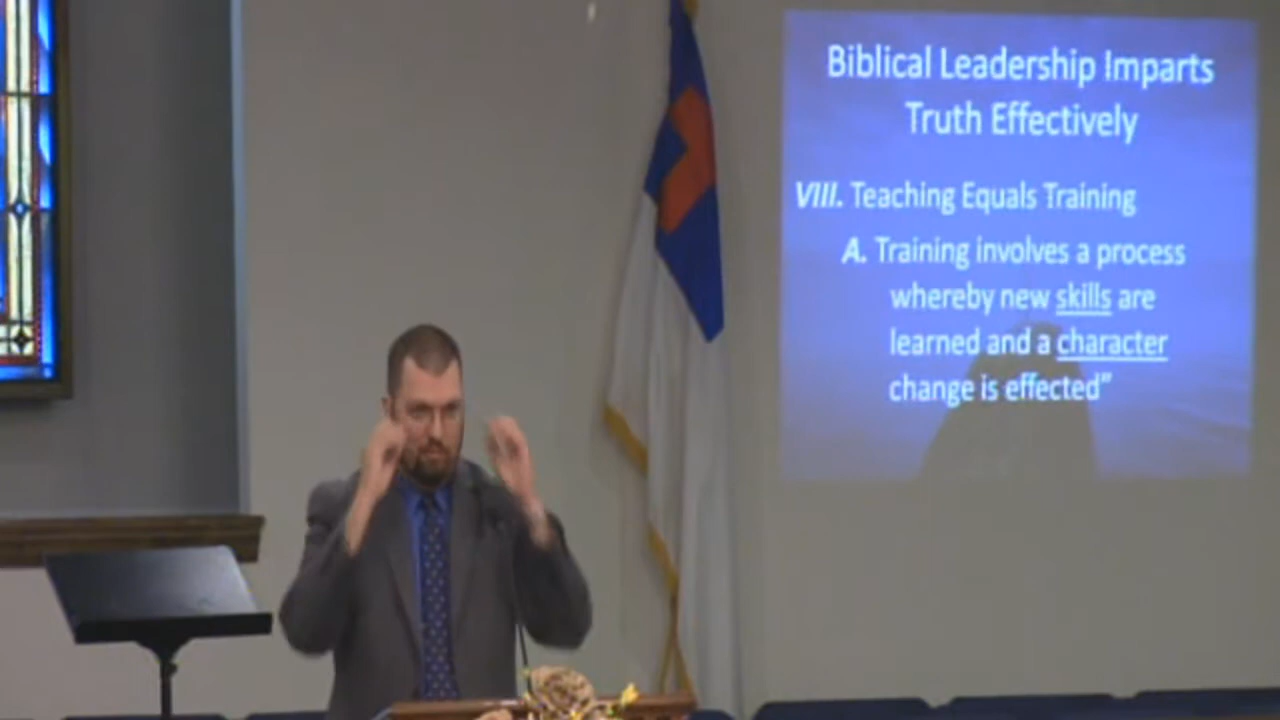 Biblical Leadership Imparts
Truth Effectively
VIII. Teaching Equals Training
A. Training involves a process
whereby new skills are
learned and a character
change is effected”